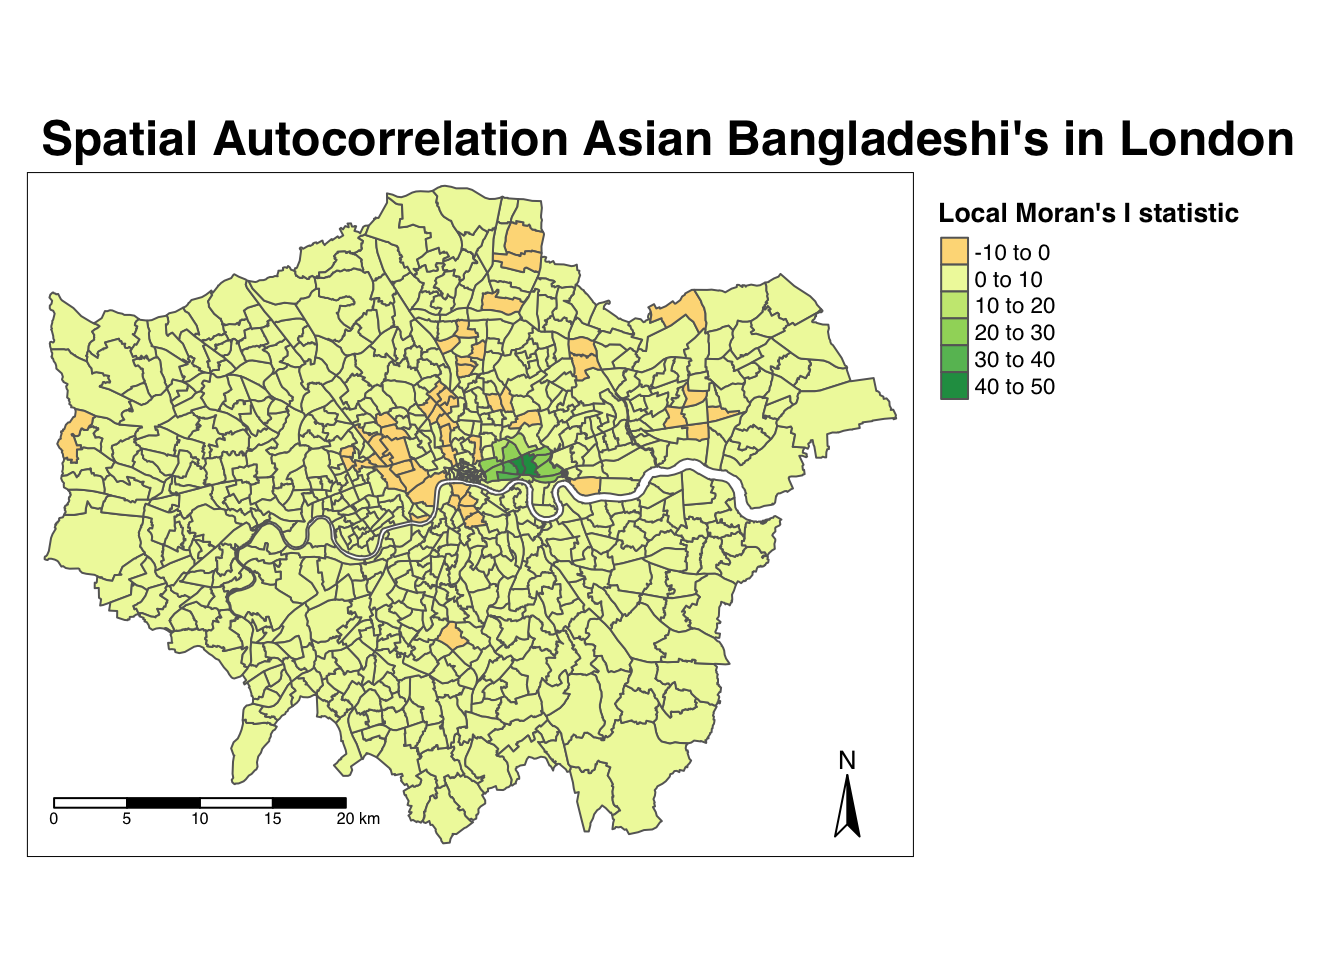 Spatial Autocorrelation Asian Bangladeshi's in London
Local Moran's I statistic
-10 to 0
0 to 10
10 to 20
20 to 30
30 to 40
40 to 50
N
0 5 10 15 20 km